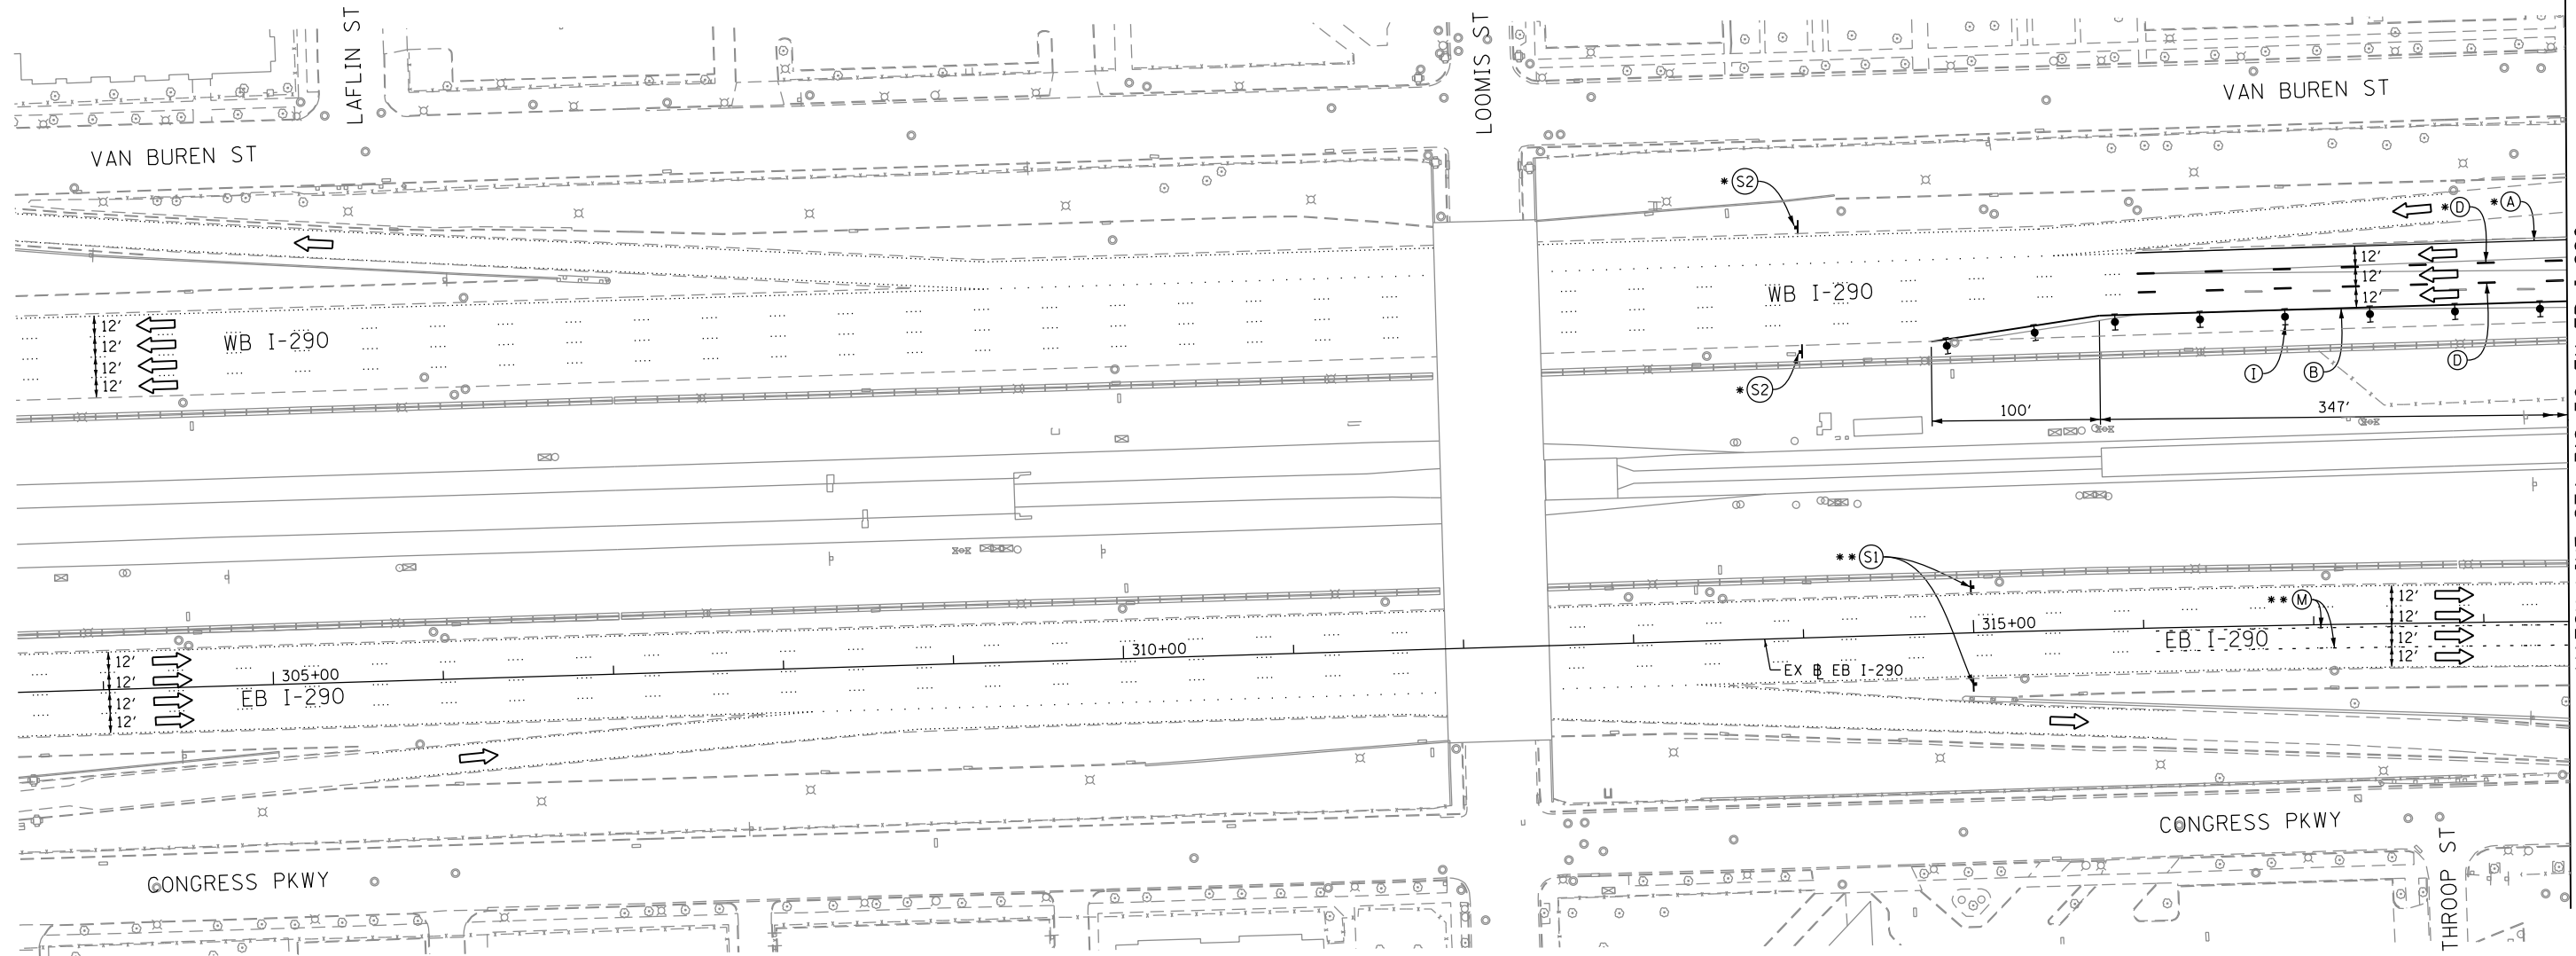 LAFLIN ST
LOOMIS ST
VAN BUREN ST
VAN BUREN ST
* S2
* D
* A
12'
12'
12'
WB I-290
WB I-290
12'
12'
12'
12'
* S2
I
B
D
100'
347'
** S1
** M
12'
12'
12'
12'
315+00
EB I-290
310+00
EX B EB I-290
305+00
EB I-290
12'
12'
12'
12'
CONGRESS PKWY
CONGRESS PKWY
THROOP ST